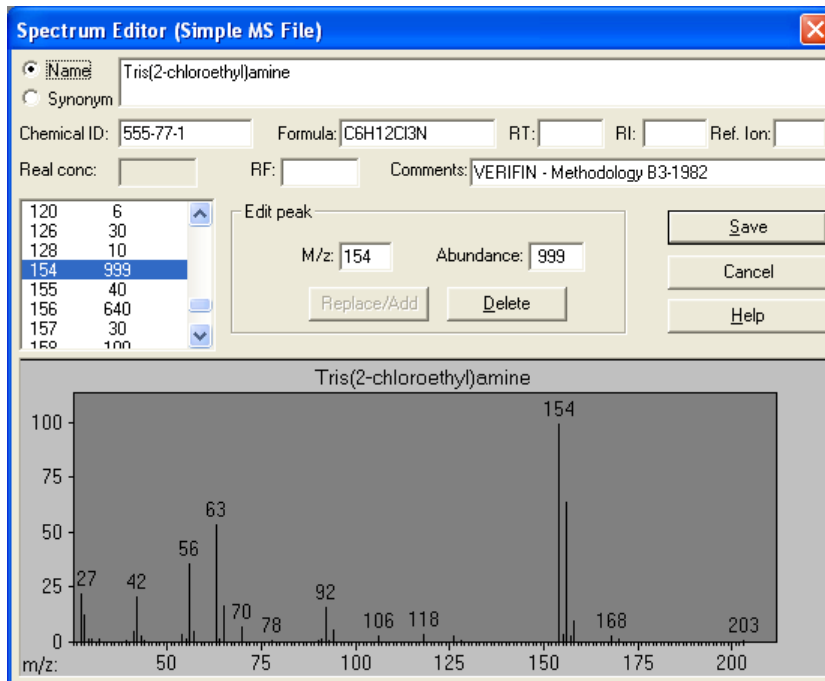 Spectrum Editor (Simple MS File)
Name Tris(2-chloroethyl)amine
Synonym
Chemical ID: 555-77-1 Formula: C6H12Cl3N RT: RI: Ref. Ion:
Real conc: RF: Comments: VERIFIN - Methodology B3-1982
120 6
126 30
128 10
154 999
155 40
156 640
157 30
158 100
Edit peak
M/z: 154 Abundance: 999
Replace/Add Delete
Save
Cancel
Help
Tris(2-chloroethyl)amine
100
75
50
25
0
27 42 56 63 70 78 92 106 118 154 168 203
m/z: 50 75 100 125 150 175 200